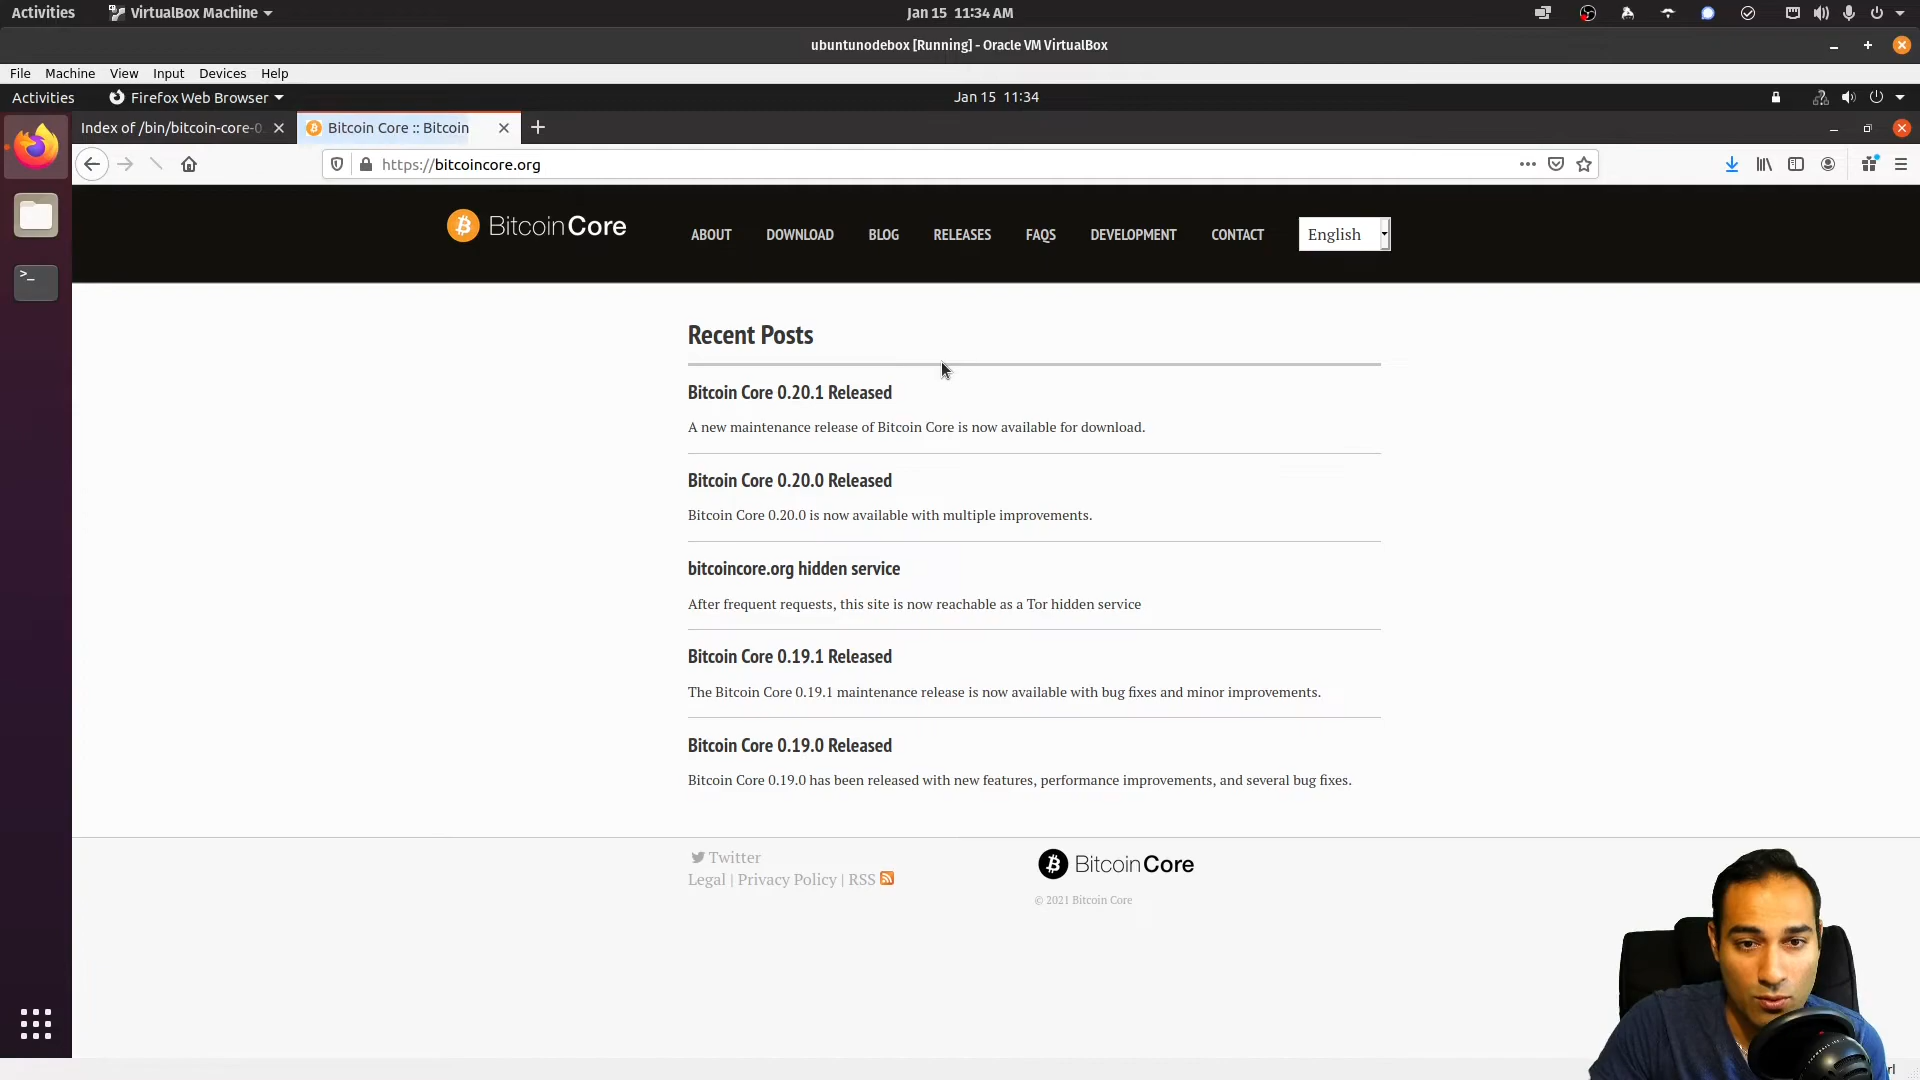 Activities
VirtualBox Machine
Jan 15 11:34 AM
ubuntunodebox [Running] - Oracle VM VirtualBox
File Machine View Input Devices Help
Activities
Firefox Web Browser
Jan 15 11:34
Index of /bin/bitcoin-core-0
Bitcoin Core :: Bitcoin
https://bitcoincore.org
BitcoinCore
ABOUT DOWNLOAD BLOG RELEASES FAQS DEVELOPMENT CONTACT
English
Recent Posts
Bitcoin Core 0.20.1 Released
A new maintenance release of Bitcoin Core is now available for download.
Bitcoin Core 0.20.0 Released
Bitcoin Core 0.20.0 is now available with multiple improvements.
bitcoincore.org hidden service
After frequent requests, this site is now reachable as a Tor hidden service
Bitcoin Core 0.19.1 Released
The Bitcoin Core 0.19.1 maintenance release is now available with bug fixes and minor improvements.
Bitcoin Core 0.19.0 Released
Bitcoin Core 0.19.0 has been released with new features, performance improvements, and several bug fixes.
Twitter
Legal | Privacy Policy | RSS
BitcoinCore
© 2021 Bitcoin Core